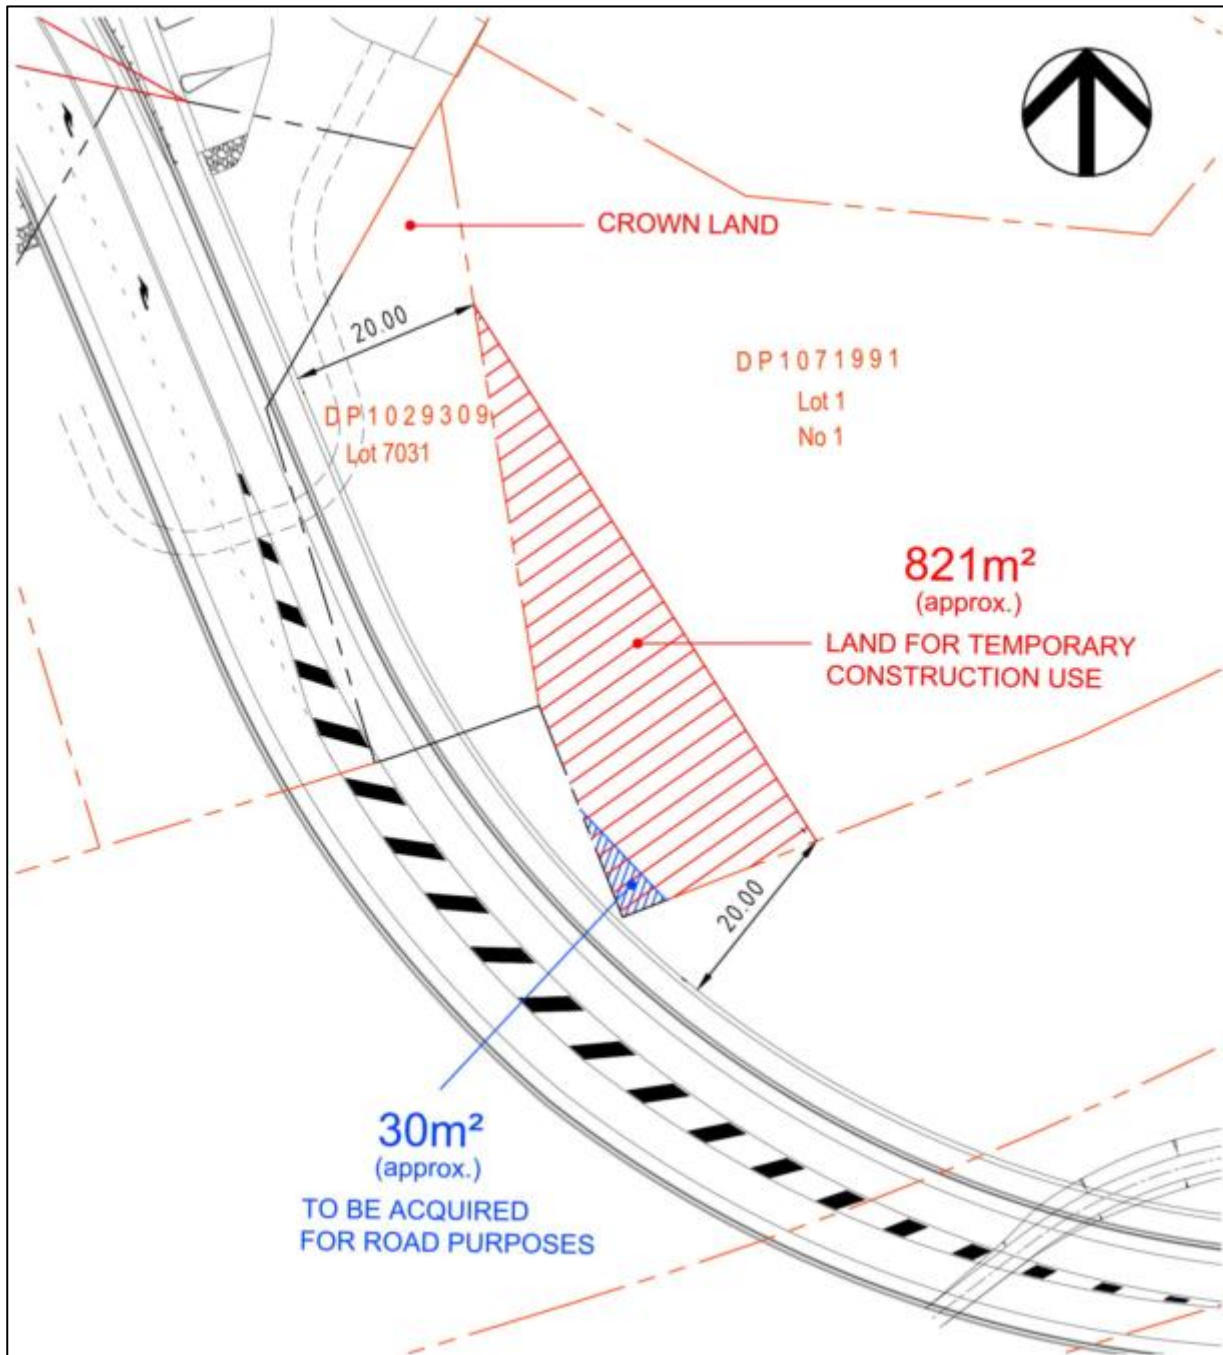 CROWN LAND
20.00
DP1071991
Lot 1
No 1
DP1029309
Lot 7031
821m²
(approx.)
LAND FOR TEMPORARY
CONSTRUCTION USE
20.00
30m²
(approx.)
TO BE ACQUIRED
FOR ROAD PURPOSES